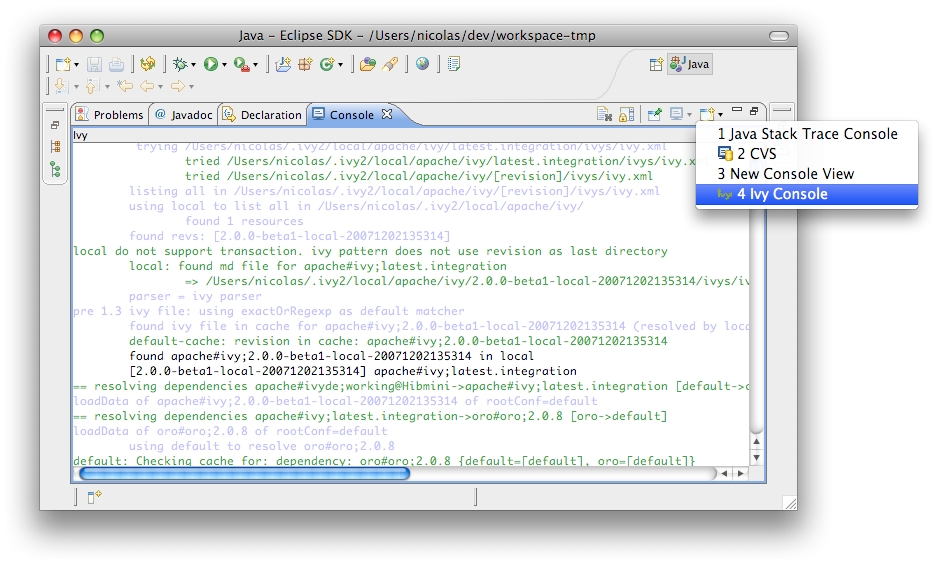 Java - Eclipse SDK - /Users/nicolas/dev/workspace-tmp
Java
Problems @ Javadoc Declaration Console
1 Java Stack Trace Console
2 CVS
3 New Console View
ivy 4 Ivy Console
Ivy
trying /Users/nicolas/.ivy2/local/apache/ivy/latest.integration/ivys/ivy.xml
tried /Users/nicolas/.ivy2/local/apache/ivy/latest.integration/ivys/ivy.x
tried /Users/nicolas/.ivy2/local/apache/ivy/[revision]/ivys/ivy.xml
listing all in /Users/nicolas/.ivy2/local/apache/ivy/[revision]/ivys/ivy.xml
using local to list all in /Users/nicolas/.ivy2/local/apache/ivy/
found 1 resources
found revs: [2.0.0-beta1-local-20071202135314]
local do not support transaction. ivy pattern does not use revision as last directory
local: found md file for apache#ivy;latest.integration
=> /Users/nicolas/.ivy2/local/apache/ivy/2.0.0-beta1-local-20071202135314/ivys/iv
parser = ivy parser
pre 1.3 ivy file: using exactOrRegexp as default matcher
found ivy file in cache for apache#ivy;2.0.0-beta1-local-20071202135314 (resolved by loca
default-cache: revision in cache: apache#ivy;2.0.0-beta1-local-20071202135314
found apache#ivy;2.0.0-beta1-local-20071202135314 in local
[2.0.0-beta1-local-20071202135314] apache#ivy;latest.integration
== resolving dependencies apache#ivyde;working@Hibmini->apache#ivy;latest.integration [default->
loadData of apache#ivy;2.0.0-beta1-local-20071202135314 of rootConf=default
== resolving dependencies apache#ivy;latest.integration->oro#oro;2.0.8 [oro->default]
loadData of oro#oro;2.0.8 of rootConf=default
using default to resolve oro#oro;2.0.8
default: Checking cache for: dependency: oro#oro;2.0.8 {default=[default], oro=[default]}